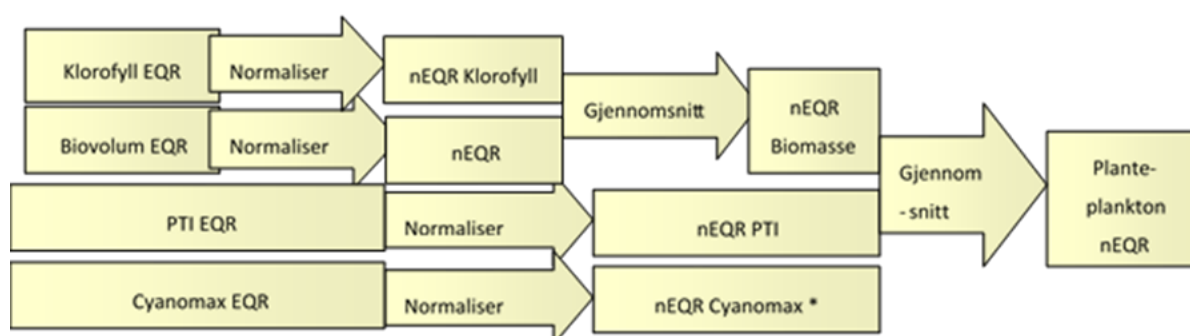 Klorofyll EQR
Normaliser
nEQR Klorofyll
Biovolum EQR
Normaliser
nEQR
Gjennomsnitt
nEQR
Biomasse
PTI EQR
Normaliser
nEQR PTI
Cyanomax EQR
Normaliser
nEQR Cyanomax *
Gjennom
-snitt
Plante-
plankton
nEQR